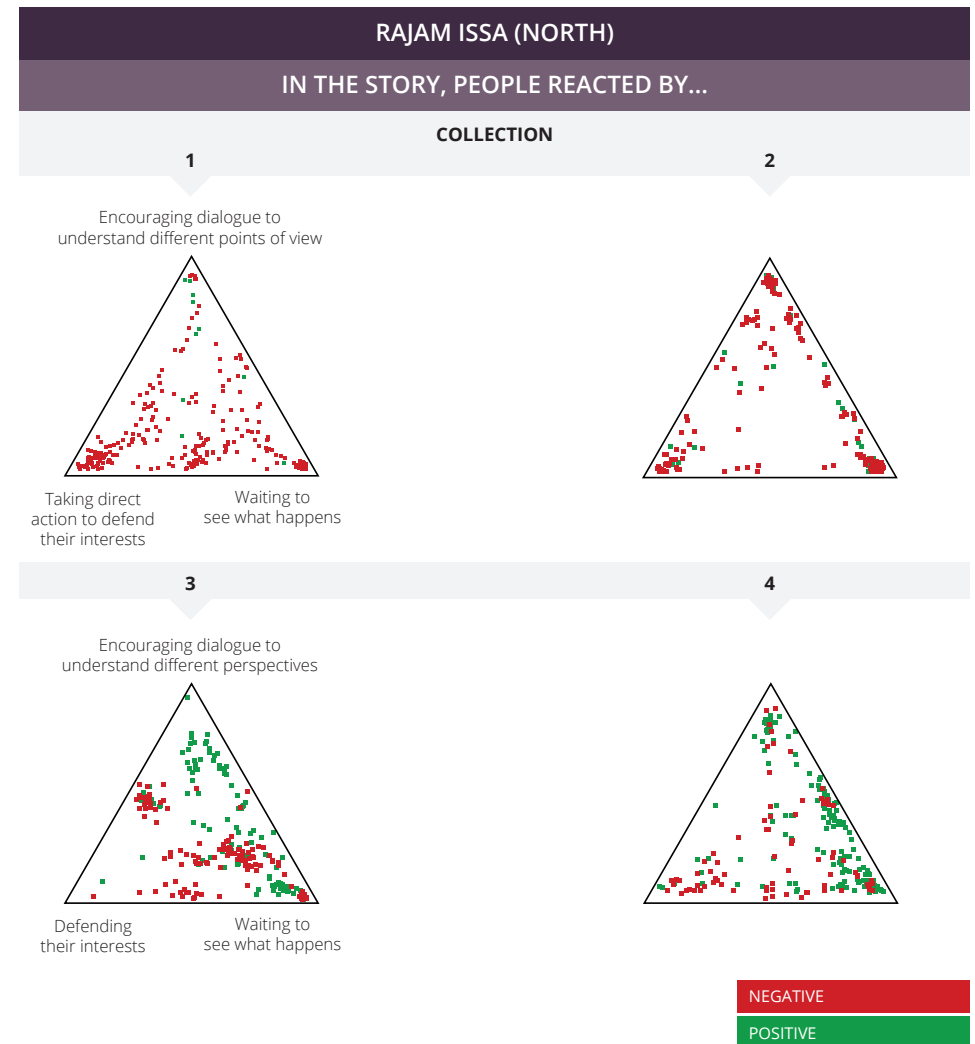 RAJAM ISSA (NORTH)
IN THE STORY, PEOPLE REACTED BY...
COLLECTION
1
2
Encouraging dialogue to
understand different points of view
Taking direct
action to defend
their interests
Waiting to
see what happens
3
4
Encouraging dialogue to
understand different perspectives
Defending
their interests
Waiting to
see what happens
NEGATIVE
POSITIVE